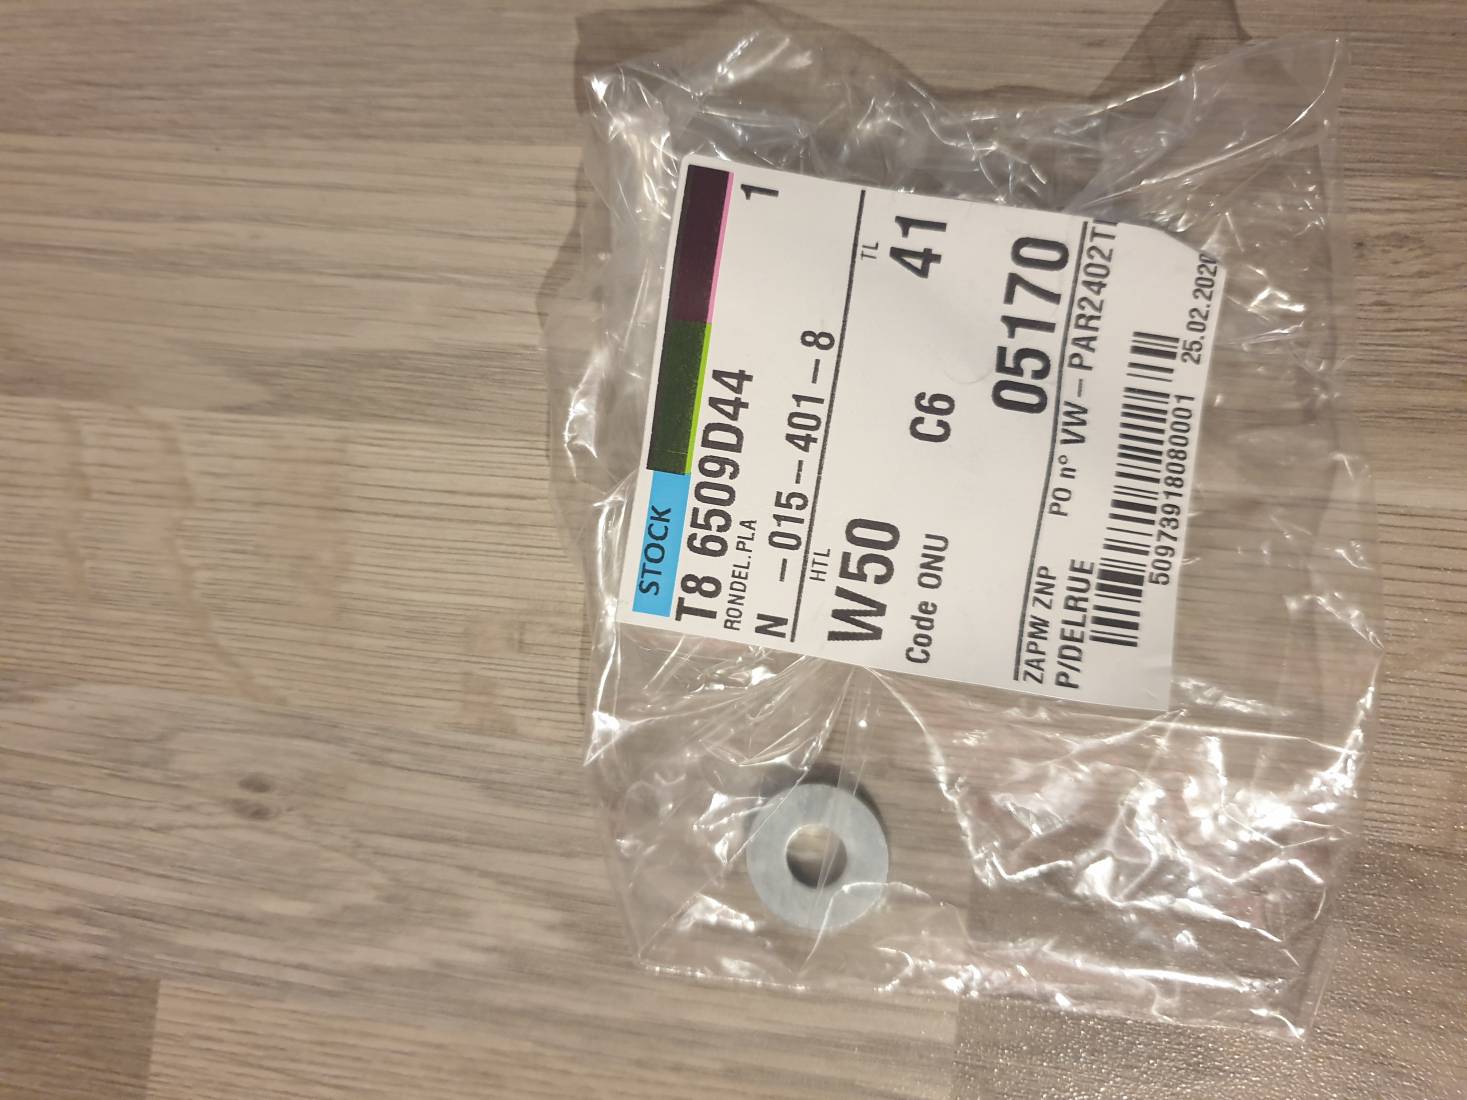 STOCK
T8 6509D44
RONDEL.PLA 1
N -015-401-8
HTL TL
W50 41
Code ONU C6
05170
ZAPM/ZNP PO n° VW-PAR2402TI
P/DELRUE
50973918080001 25.02.2020